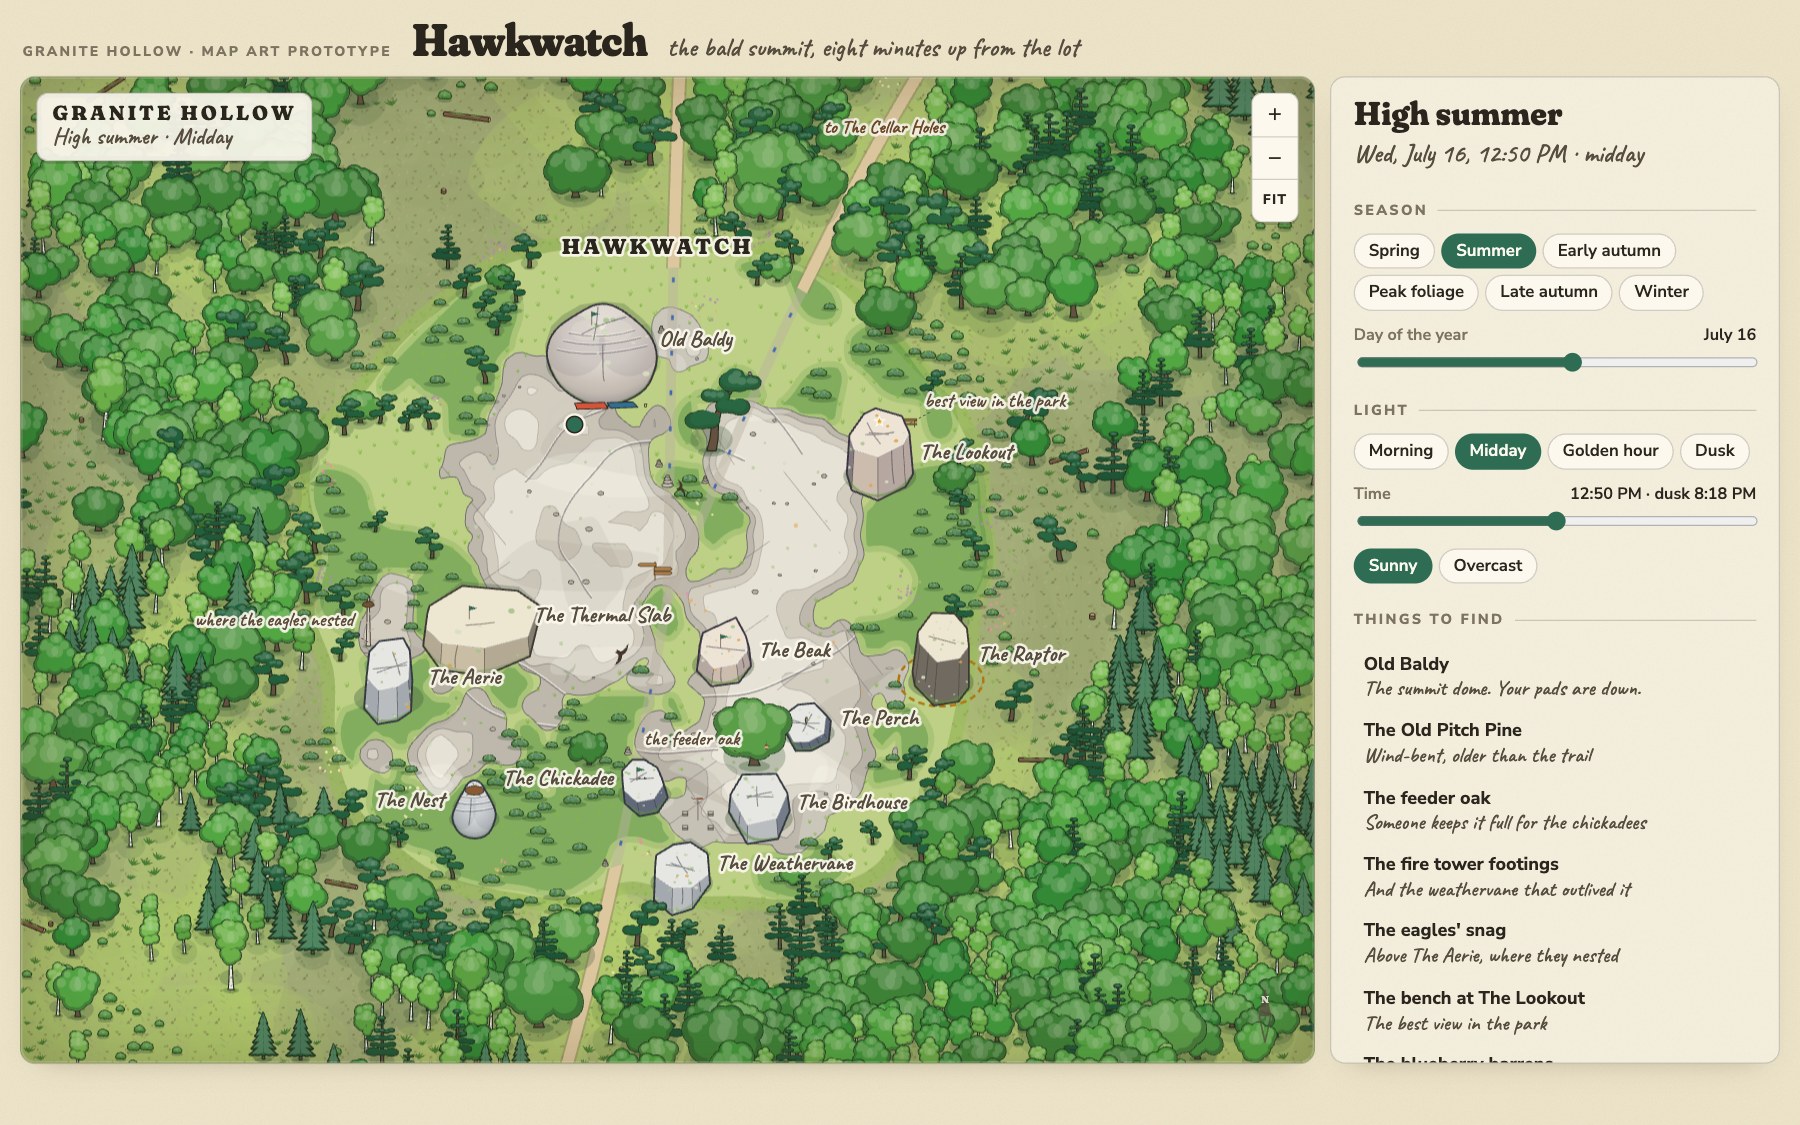 GRANITE HOLLOW · MAP ART PROTOTYPE
Hawkwatch
the bald summit, eight minutes up from the lot
GRANITE HOLLOW
High summer · Midday
to The Cellar Holes
+
−
FIT
HAWKWATCH
Old Baldy
best view in the park
The Lookout
where the eagles nested
The Thermal Slab
The Beak
The Raptor
The Aerie
The Perch
the feeder oak
The Chickadee
The Nest
The Birdhouse
The Weathervane
N
High summer
Wed, July 16, 12:50 PM · midday
SEASON
Spring
Summer
Early autumn
Peak foliage
Late autumn
Winter
Day of the year
July 16
LIGHT
Morning
Midday
Golden hour
Dusk
Time
12:50 PM · dusk 8:18 PM
Sunny
Overcast
THINGS TO FIND
Old Baldy
The summit dome. Your pads are down.
The Old Pitch Pine
Wind-bent, older than the trail
The feeder oak
Someone keeps it full for the chickadees
The fire tower footings
And the weathervane that outlived it
The eagles' snag
Above The Aerie, where they nested
The bench at The Lookout
The best view in the park
The blueberry barrens